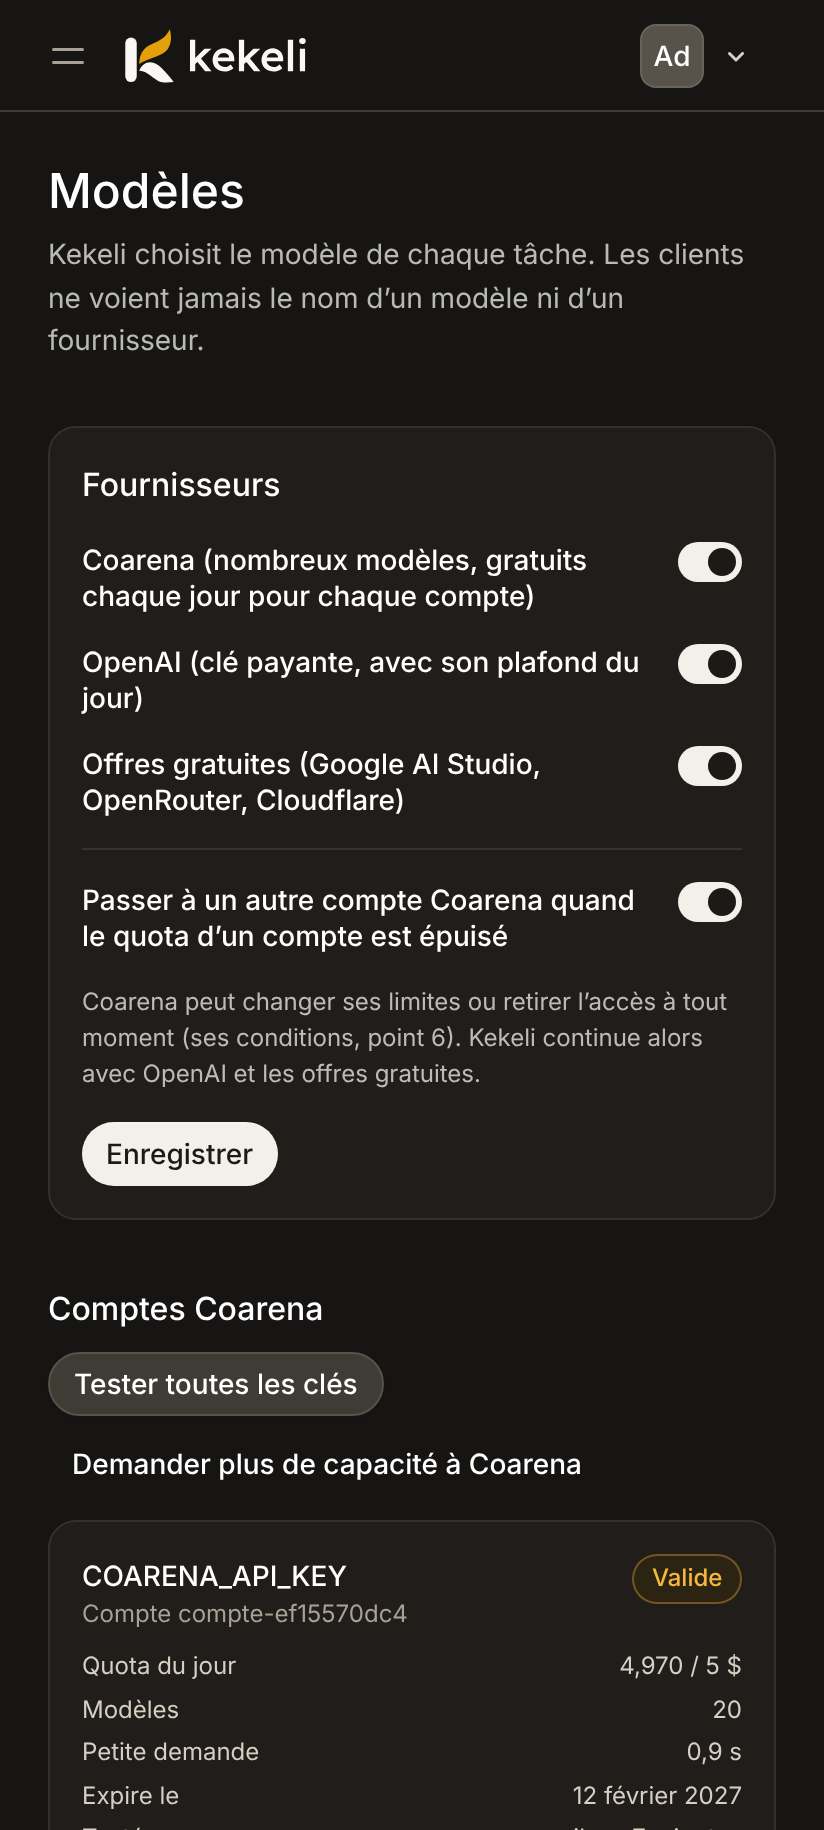 kekeli
Ad
Modèles
Kekeli choisit le modèle de chaque tâche. Les clients
ne voient jamais le nom d’un modèle ni d’un
fournisseur.
Fournisseurs
Coarena (nombreux modèles, gratuits
chaque jour pour chaque compte)
OpenAI (clé payante, avec son plafond du
jour)
Offres gratuites (Google AI Studio,
OpenRouter, Cloudflare)
Passer à un autre compte Coarena quand
le quota d’un compte est épuisé
Coarena peut changer ses limites ou retirer l’accès à tout
moment (ses conditions, point 6). Kekeli continue alors
avec OpenAI et les offres gratuites.
Enregistrer
Comptes Coarena
Tester toutes les clés
Demander plus de capacité à Coarena
COARENA_API_KEY Valide
Compte compte-ef15570dc4
Quota du jour 4,970 / 5 $
Modèles 20
Petite demande 0,9 s
Expire le 12 février 2027